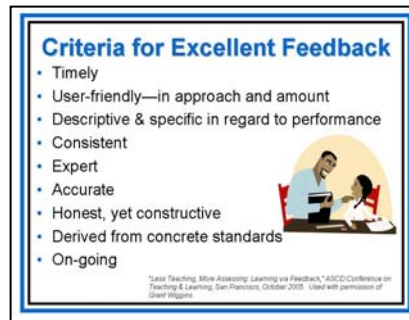 Criteria for Excellent Feedback
• Timely
• User-friendly—in approach and amount
• Descriptive & specific in regard to performance
• Consistent
• Expert
• Accurate
• Honest, yet constructive
• Derived from concrete standards
• On-going
"Less Teaching, More Assessing: Learning via Feedback," ASCD Conference on
Teaching & Learning, San Francisco, October 2005. Used with permission of
Grant Wiggins.